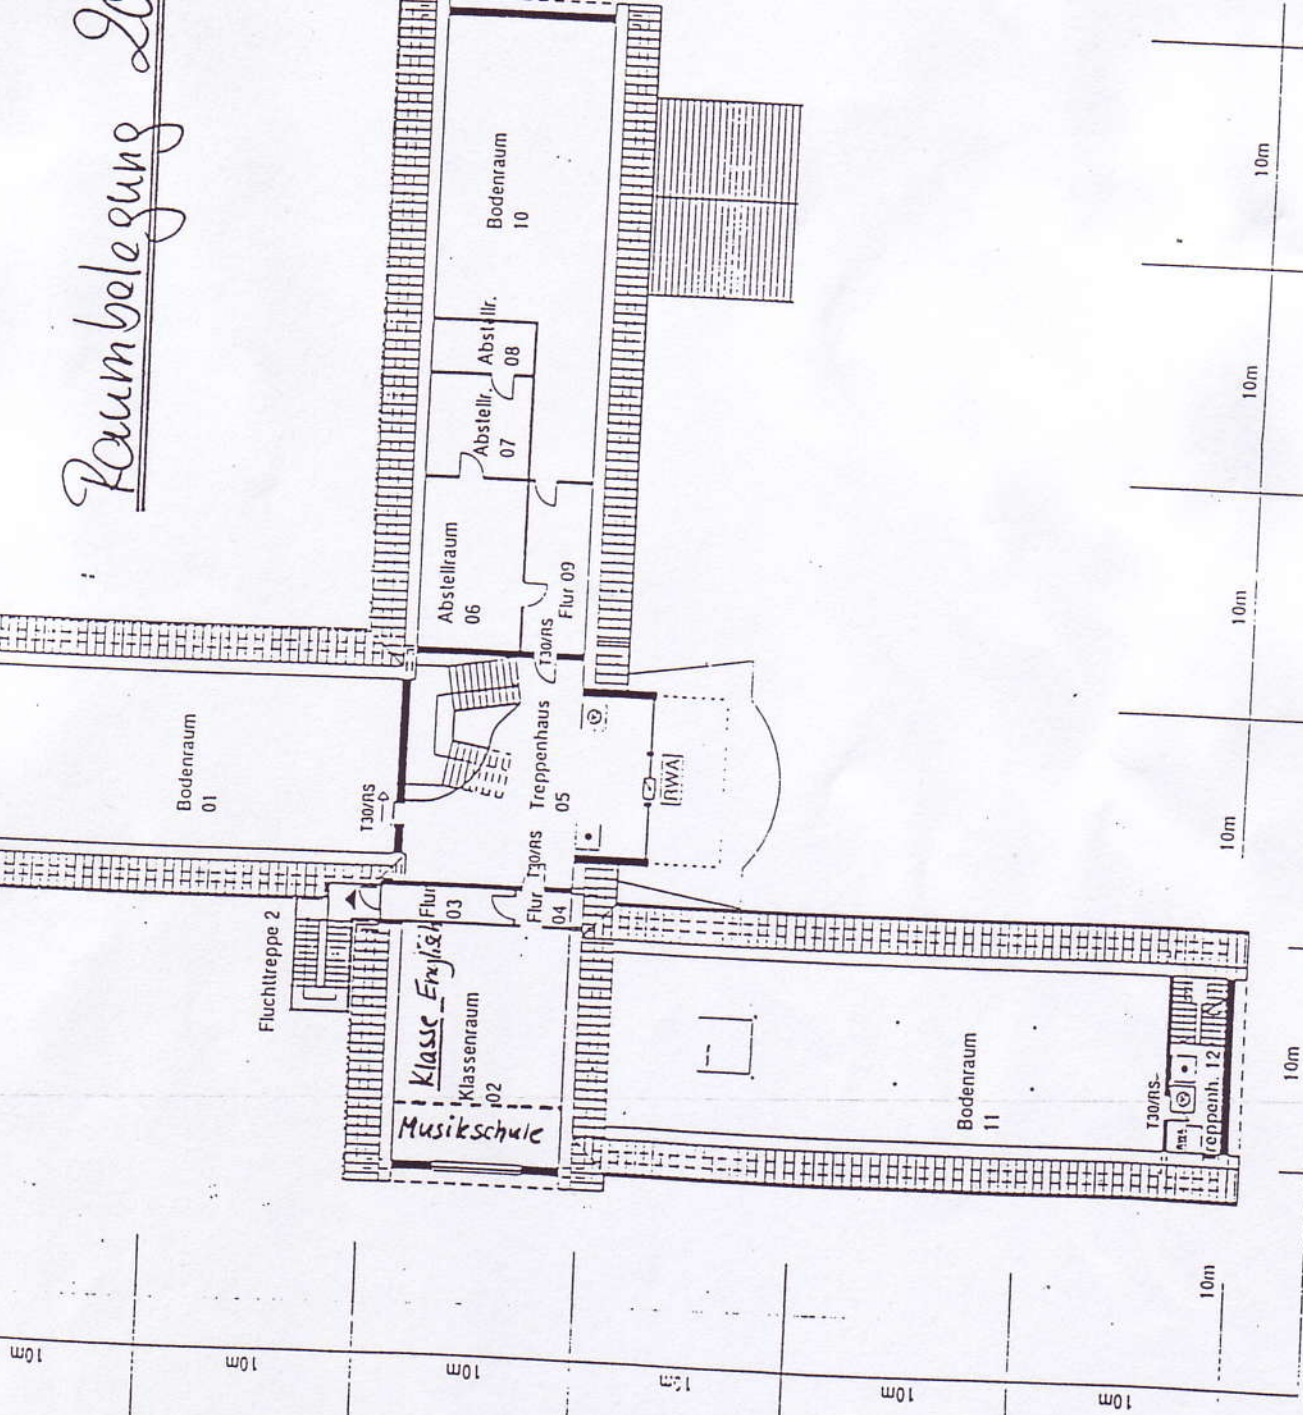 Raumbelegung
Bodenraum
10
Abstellr.
08
Abstellr.
07
Abstellraum
06
Flur 09
T30/RS
Bodenraum
01
T30/RS
Treppenhaus
05
RWA
T30/RS
Flur
03
Flur
04
Fluchttreppe 2
Klasse Englisch
Klassenraum
02
Musikschule
Bodenraum
11
T30/RS
Treppenh. 12
10m
10m
10m
10m
10m
10m
10m
10m
10m
10m
10m
10m